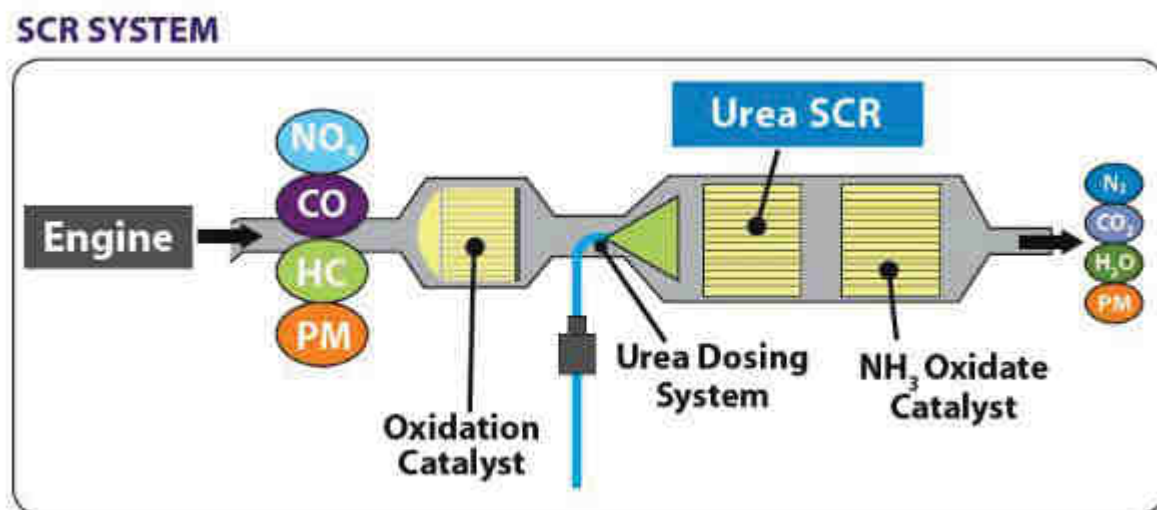 SCR SYSTEM
Urea SCR
NOₓ
CO
HC
PM
Engine
N₂
CO₂
H₂O
PM
Oxidation
Catalyst
Urea Dosing
System
NH₃ Oxidate
Catalyst